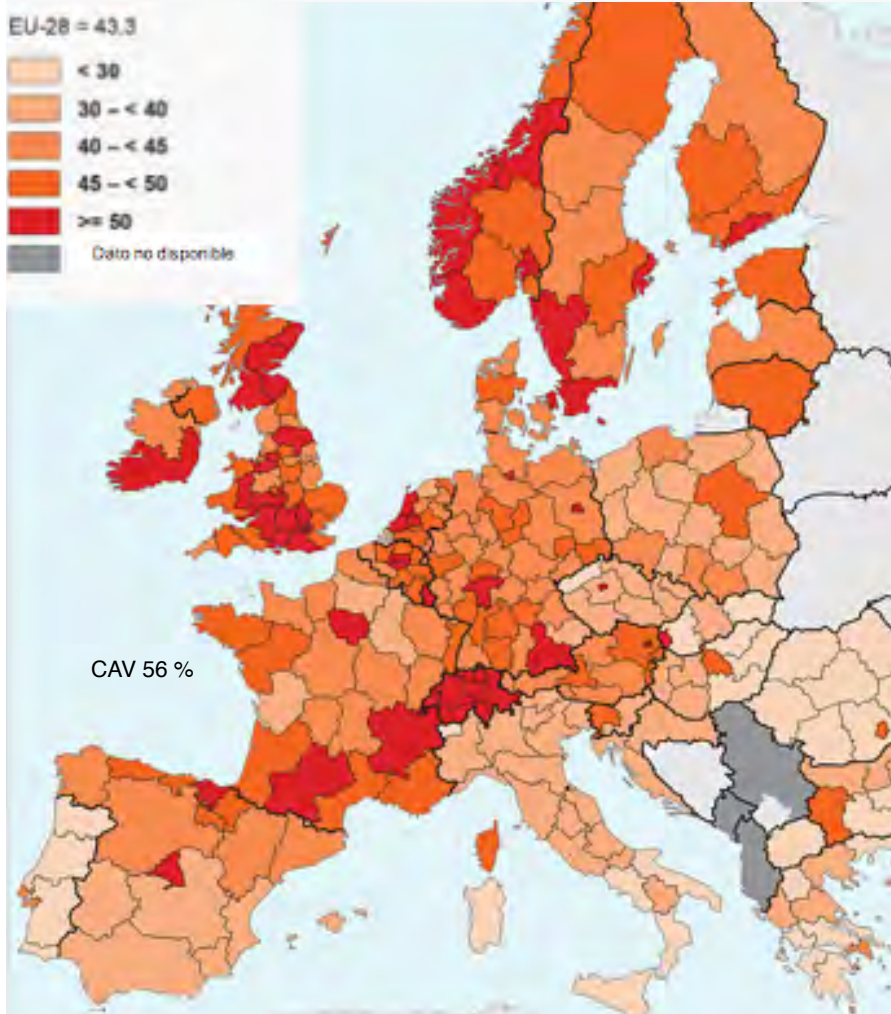 EU-28 = 43.3
< 30
30 – < 40
40 – < 45
45 – < 50
>= 50
Dato no disponible
CAV 56 %